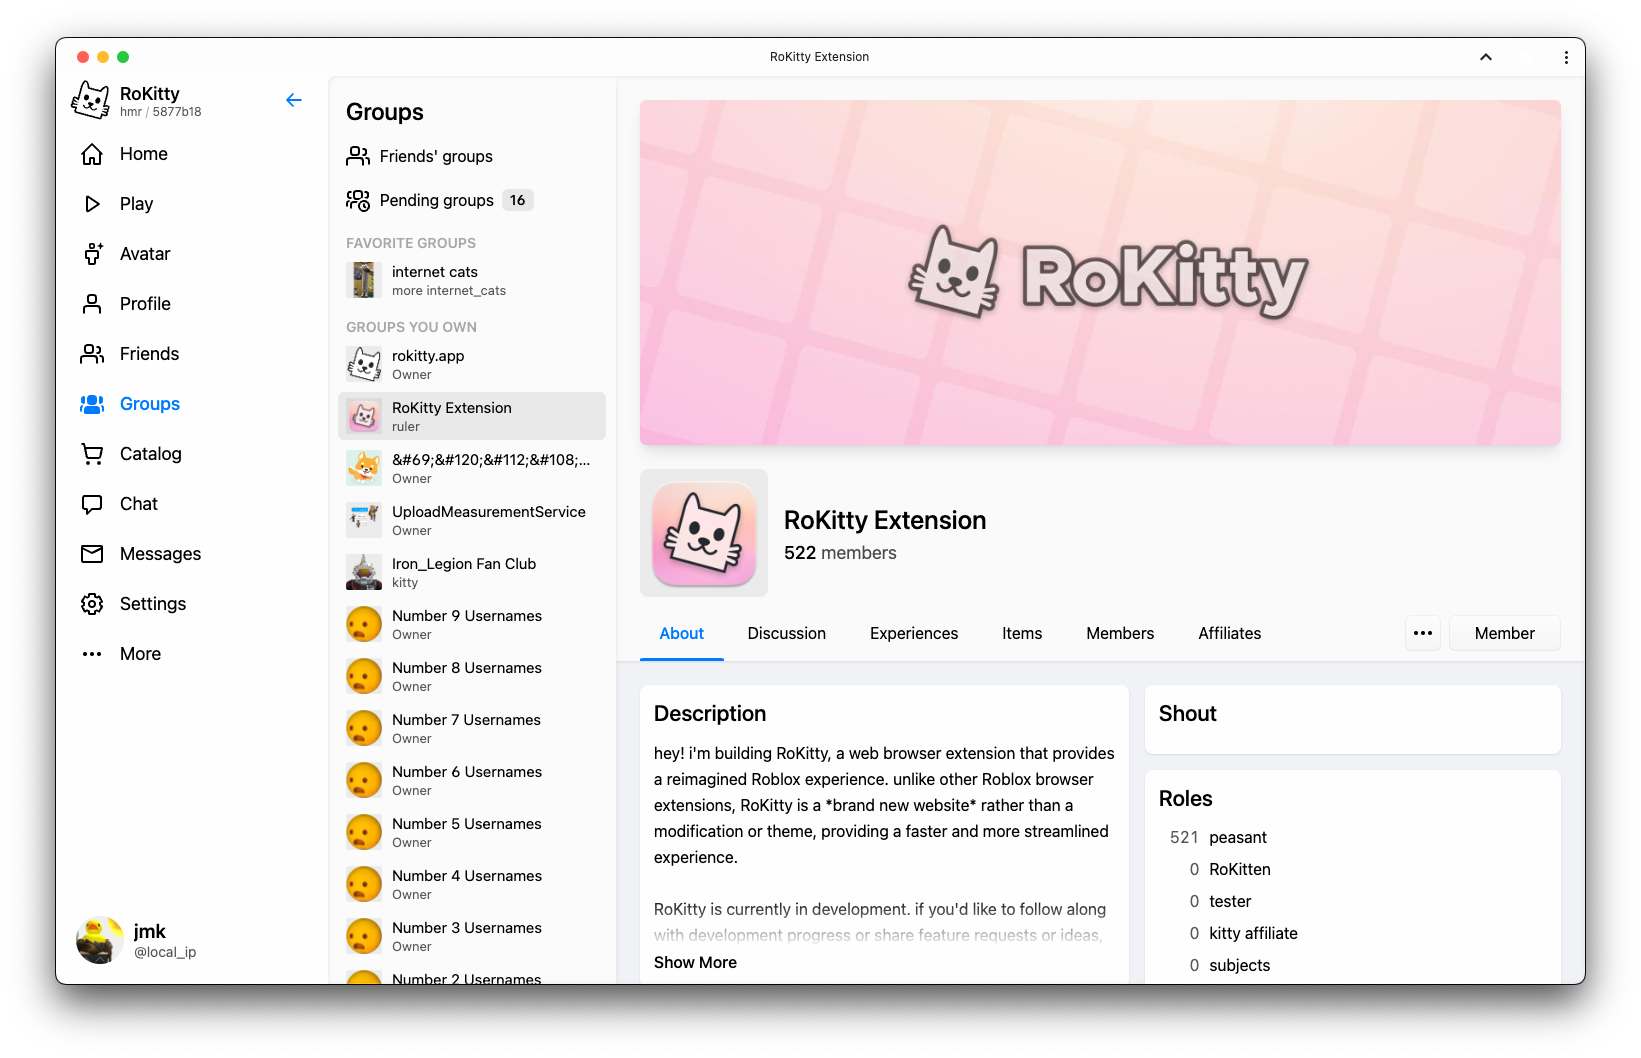 RoKitty Extension
RoKitty
hmr / 5877b18
Home
Play
Avatar
Profile
Friends
Groups
Catalog
Chat
Messages
Settings
More
jmk
@local_ip
Groups
Friends' groups
Pending groups 16
FAVORITE GROUPS
internet cats
more internet_cats
GROUPS YOU OWN
rokitty.app
Owner
RoKitty Extension
ruler
&#69;&#120;&#112;&#108;...
Owner
UploadMeasurementService
Owner
Iron_Legion Fan Club
kitty
Number 9 Usernames
Owner
Number 8 Usernames
Owner
Number 7 Usernames
Owner
Number 6 Usernames
Owner
Number 5 Usernames
Owner
Number 4 Usernames
Owner
Number 3 Usernames
Owner
Number 2 Usernames
RoKitty
RoKitty Extension
522 members
About Discussion Experiences Items Members Affiliates ••• Member
Description
hey! i'm building RoKitty, a web browser extension that provides
a reimagined Roblox experience. unlike other Roblox browser
extensions, RoKitty is a *brand new website* rather than a
modification or theme, providing a faster and more streamlined
experience.
RoKitty is currently in development. if you'd like to follow along
with development progress or share feature requests or ideas,
Show More
Shout
Roles
521 peasant
0 RoKitten
0 tester
0 kitty affiliate
0 subjects